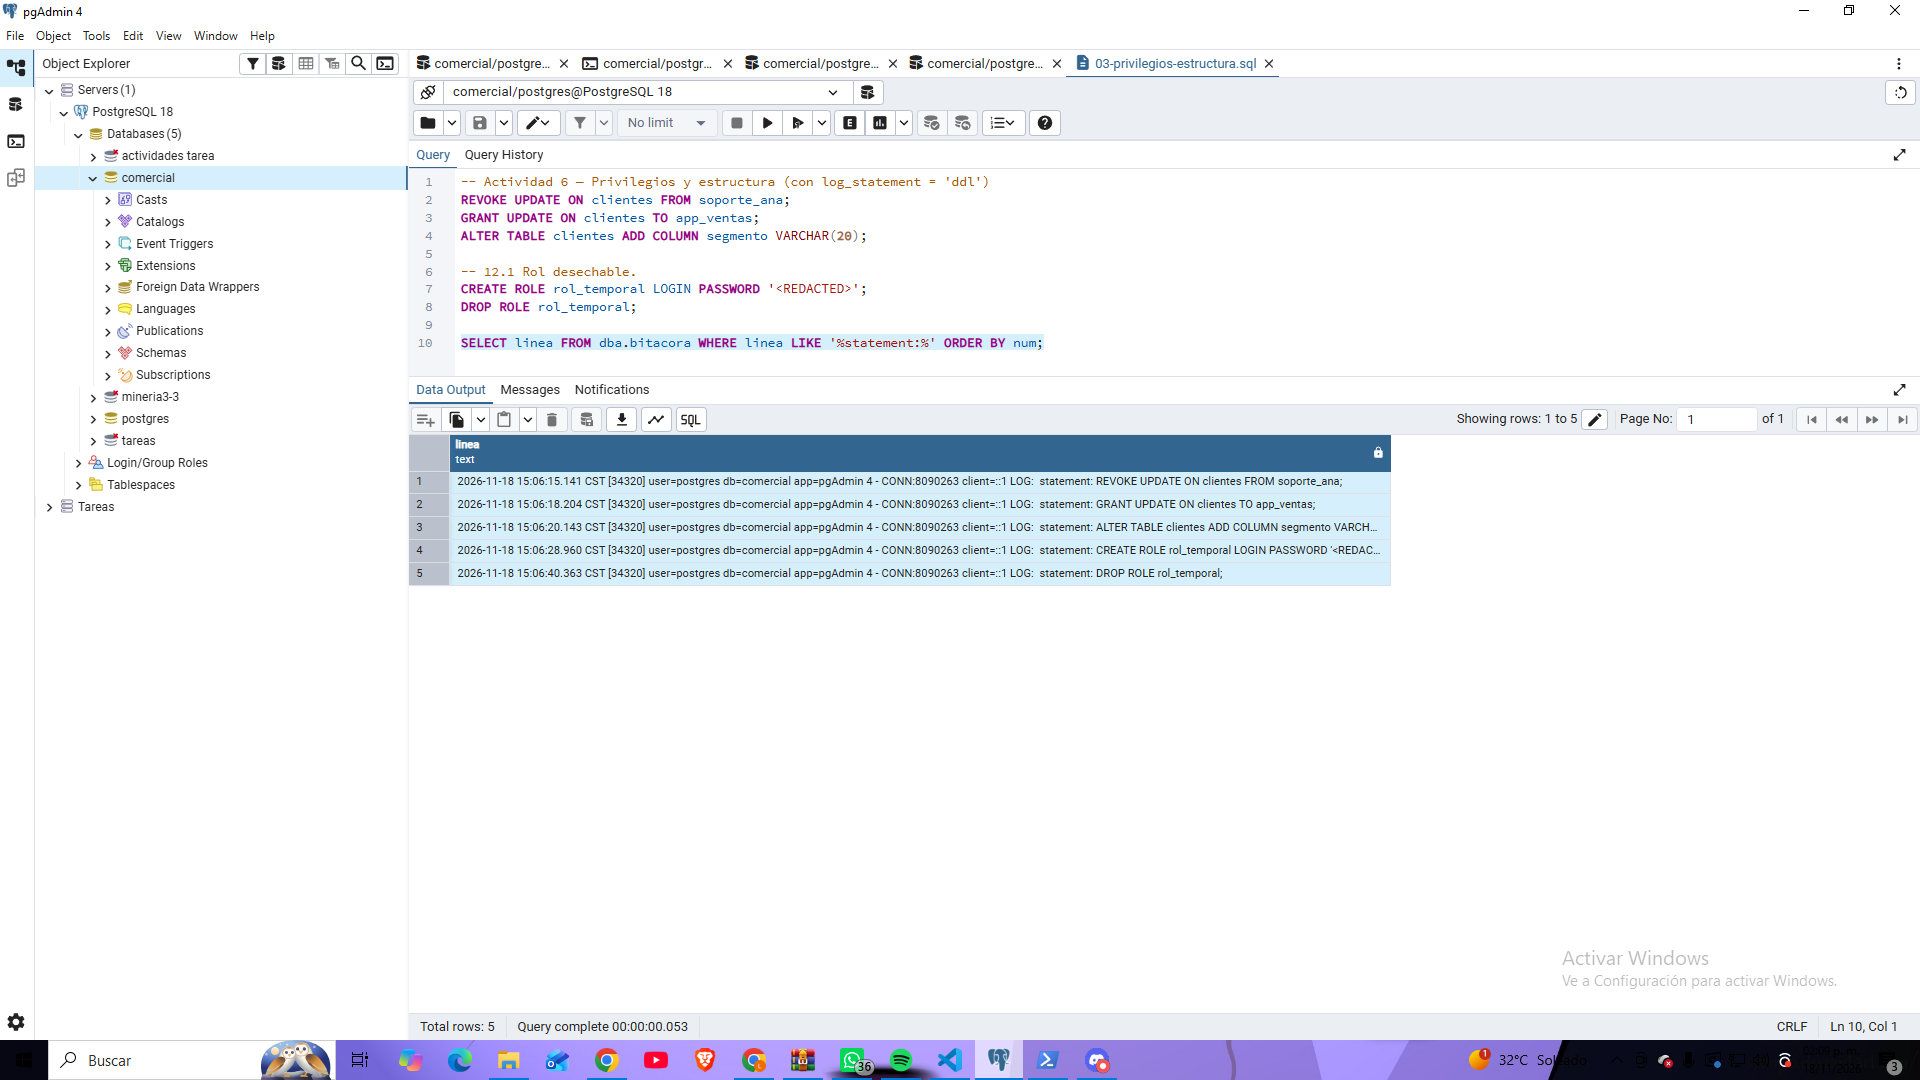 pgAdmin 4
File Object Tools Edit View Window Help
Object Explorer
Servers (1)
PostgreSQL 18
Databases (5)
actividades tarea
comercial
Casts
Catalogs
Event Triggers
Extensions
Foreign Data Wrappers
Languages
Publications
Schemas
Subscriptions
mineria3-3
postgres
tareas
Login/Group Roles
Tablespaces
Tareas
comercial/postgre... comercial/postgr... comercial/postgre... comercial/postgre... 03-privilegios-estructura.sql
comercial/postgres@PostgreSQL 18
No limit
Query Query History
1 -- Actividad 6 — Privilegios y estructura (con log_statement = 'ddl')
2 REVOKE UPDATE ON clientes FROM soporte_ana;
3 GRANT UPDATE ON clientes TO app_ventas;
4 ALTER TABLE clientes ADD COLUMN segmento VARCHAR(20);
5
6 -- 12.1 Rol desechable.
7 CREATE ROLE rol_temporal LOGIN PASSWORD '<REDACTED>';
8 DROP ROLE rol_temporal;
9
10 SELECT linea FROM dba.bitacora WHERE linea LIKE '%statement:%' ORDER BY num;
Data Output Messages Notifications
SQL Showing rows: 1 to 5 Page No: 1 of 1
linea
text
1 2026-11-18 15:06:15.141 CST [34320] user=postgres db=comercial app=pgAdmin 4 - CONN:8090263 client=::1 LOG: statement: REVOKE UPDATE ON clientes FROM soporte_ana;
2 2026-11-18 15:06:18.204 CST [34320] user=postgres db=comercial app=pgAdmin 4 - CONN:8090263 client=::1 LOG: statement: GRANT UPDATE ON clientes TO app_ventas;
3 2026-11-18 15:06:20.143 CST [34320] user=postgres db=comercial app=pgAdmin 4 - CONN:8090263 client=::1 LOG: statement: ALTER TABLE clientes ADD COLUMN segmento VARCH...
4 2026-11-18 15:06:28.960 CST [34320] user=postgres db=comercial app=pgAdmin 4 - CONN:8090263 client=::1 LOG: statement: CREATE ROLE rol_temporal LOGIN PASSWORD '<REDAC...
5 2026-11-18 15:06:40.363 CST [34320] user=postgres db=comercial app=pgAdmin 4 - CONN:8090263 client=::1 LOG: statement: DROP ROLE rol_temporal;
Activar Windows
Ve a Configuración para activar Windows.
Total rows: 5 Query complete 00:00:00.053 CRLF Ln 10, Col 1
Buscar
36
1
32°C Soleado
3